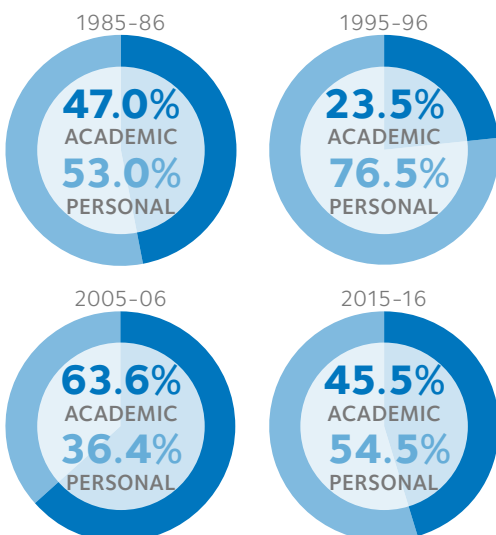 1985-86
47.0%
ACADEMIC
53.0%
PERSONAL
1995-96
23.5%
ACADEMIC
76.5%
PERSONAL
2005-06
63.6%
ACADEMIC
36.4%
PERSONAL
2015-16
45.5%
ACADEMIC
54.5%
PERSONAL